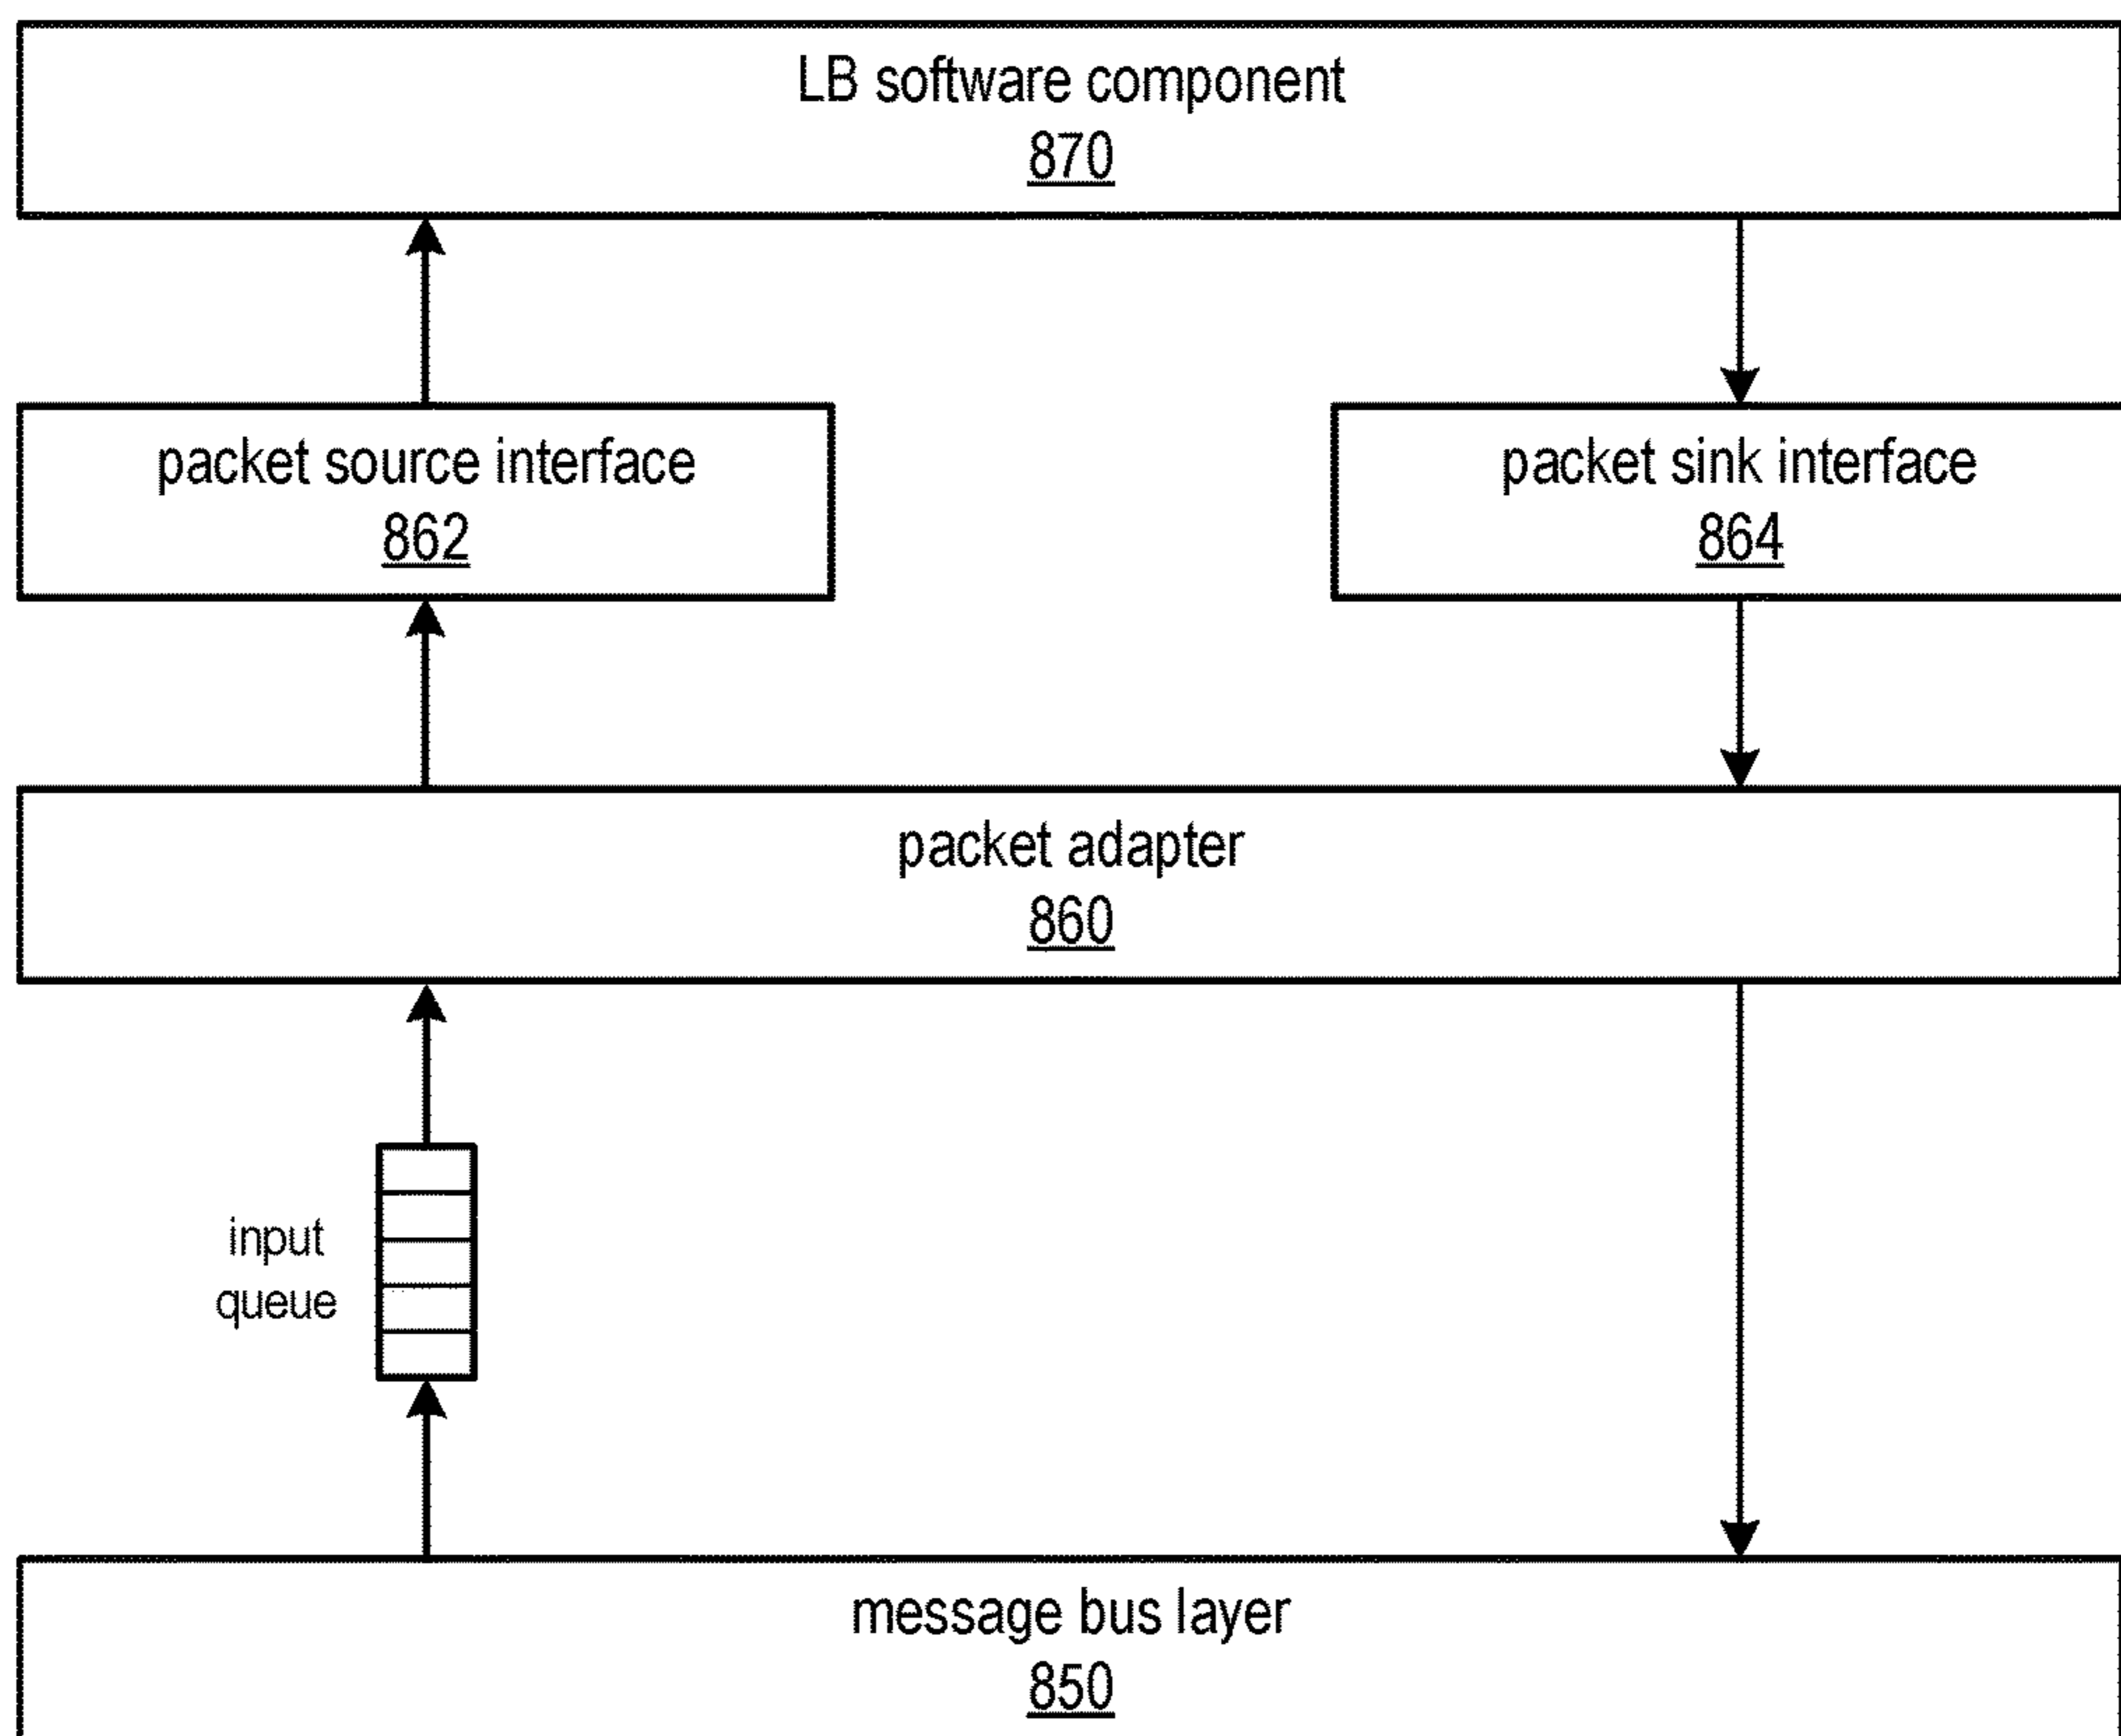 LB software component
870
packet source interface
862
packet sink interface
864
packet adapter
860
input
queue
message bus layer
850